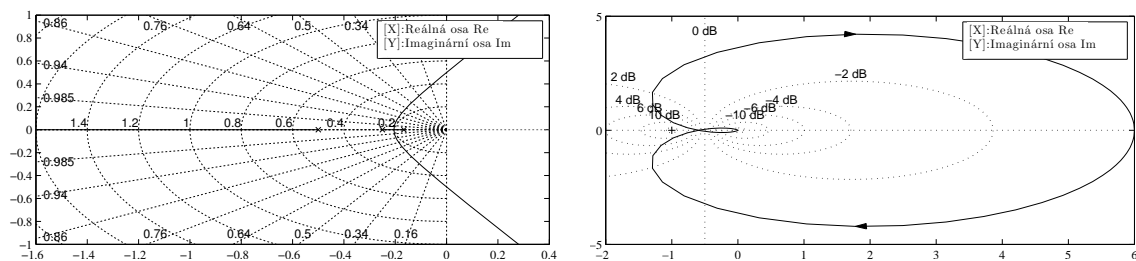 1
0.86
0.76
0.64
0.5
0.34
[X]:Reálná osa Re
[Y]:Imaginární osa Im
0.8
0.6
0.94
0.4
0.985
0.2
0
1.4 1.2 1 0.8 0.6 0.4 0.2
−0.2
0.985
−0.4
0.94
−0.6
−0.8
0.86
0.76
0.64
0.5
0.34
0.16
−1
−1.6 −1.4 −1.2 −1 −0.8 −0.6 −0.4 −0.2 0 0.2 0.4
5
0 dB
[X]:Reálná osa Re
[Y]:Imaginární osa Im
2 dB
−2 dB
4 dB
−4 dB
6 dB
−6 dB
10 dB
−10 dB
0
−5
−2 −1 0 1 2 3 4 5 6